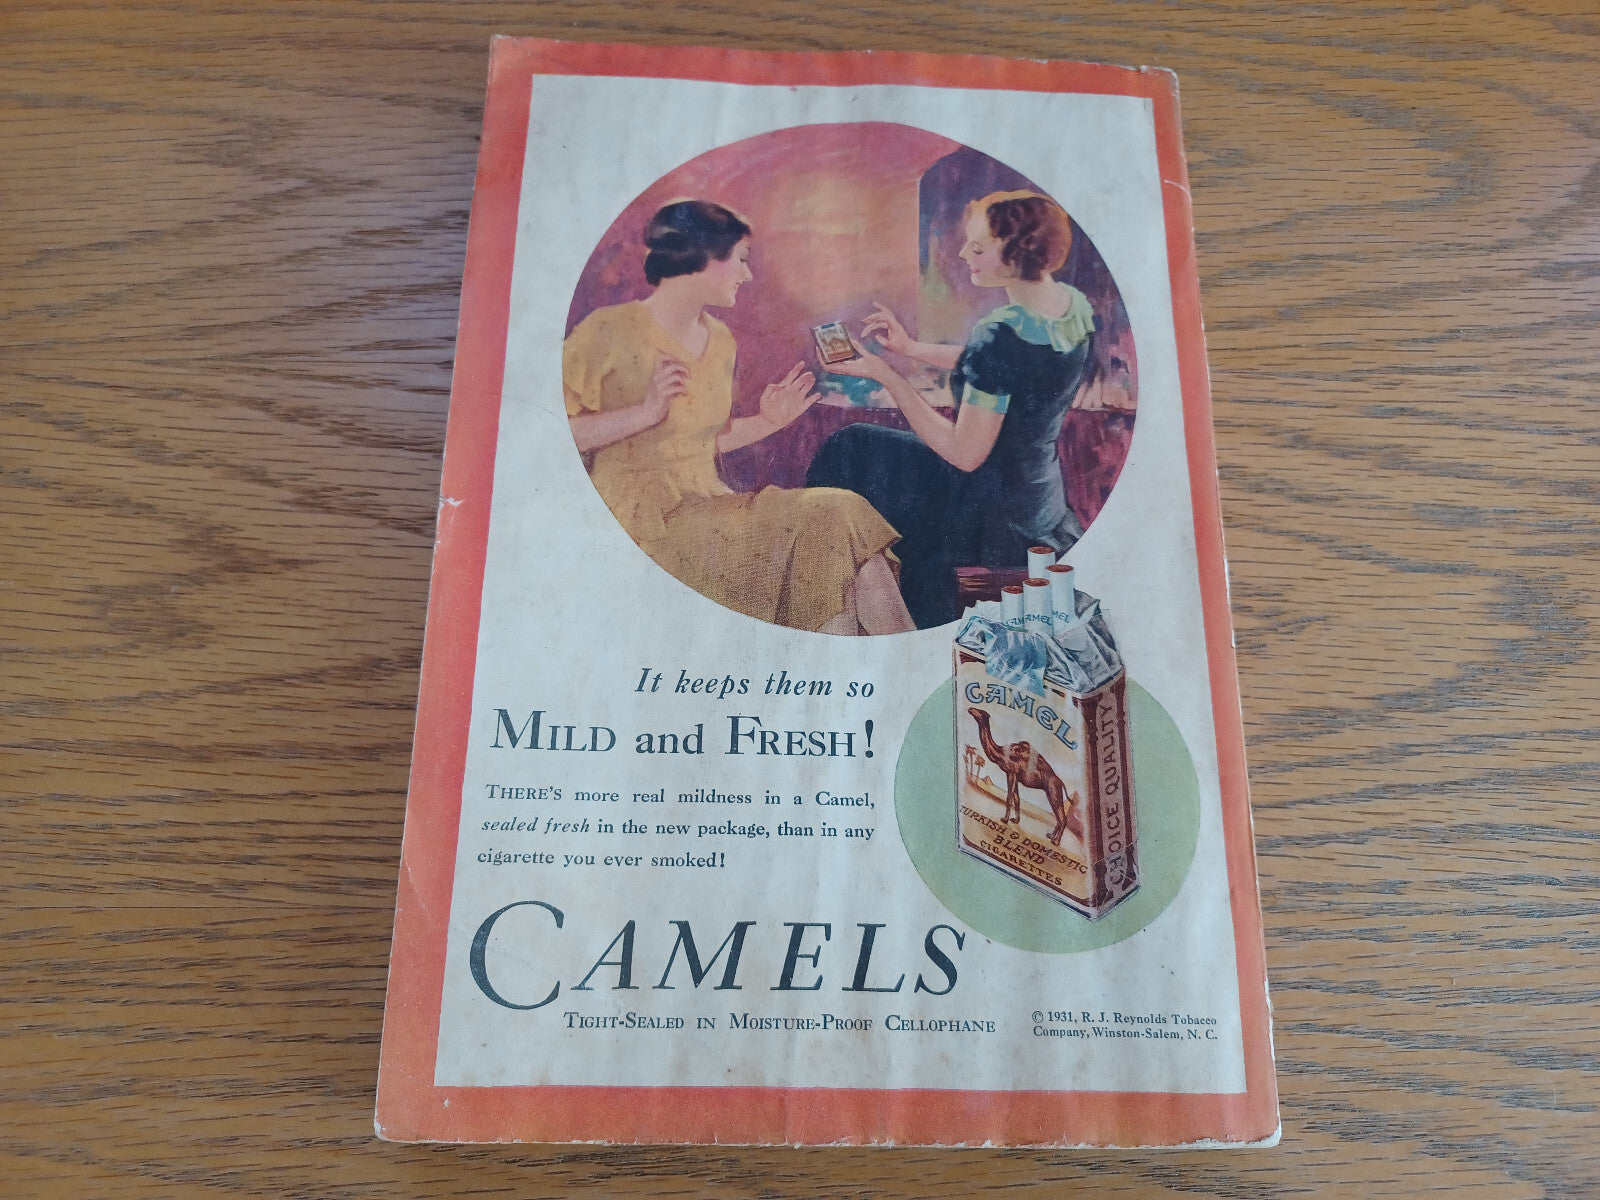 It keeps them so
MILD and FRESH!
THERE'S more real mildness in a Camel,
sealed fresh in the new package, than in any
cigarette you ever smoked!
CAMELS
TIGHT-SEALED IN MOISTURE-PROOF CELLOPHANE
© 1931, R. J. Reynolds Tobacco
Company, Winston-Salem, N. C.
CAMEL
TURKISH & DOMESTIC
BLEND
CIGARETTES
CHOICE QUALITY